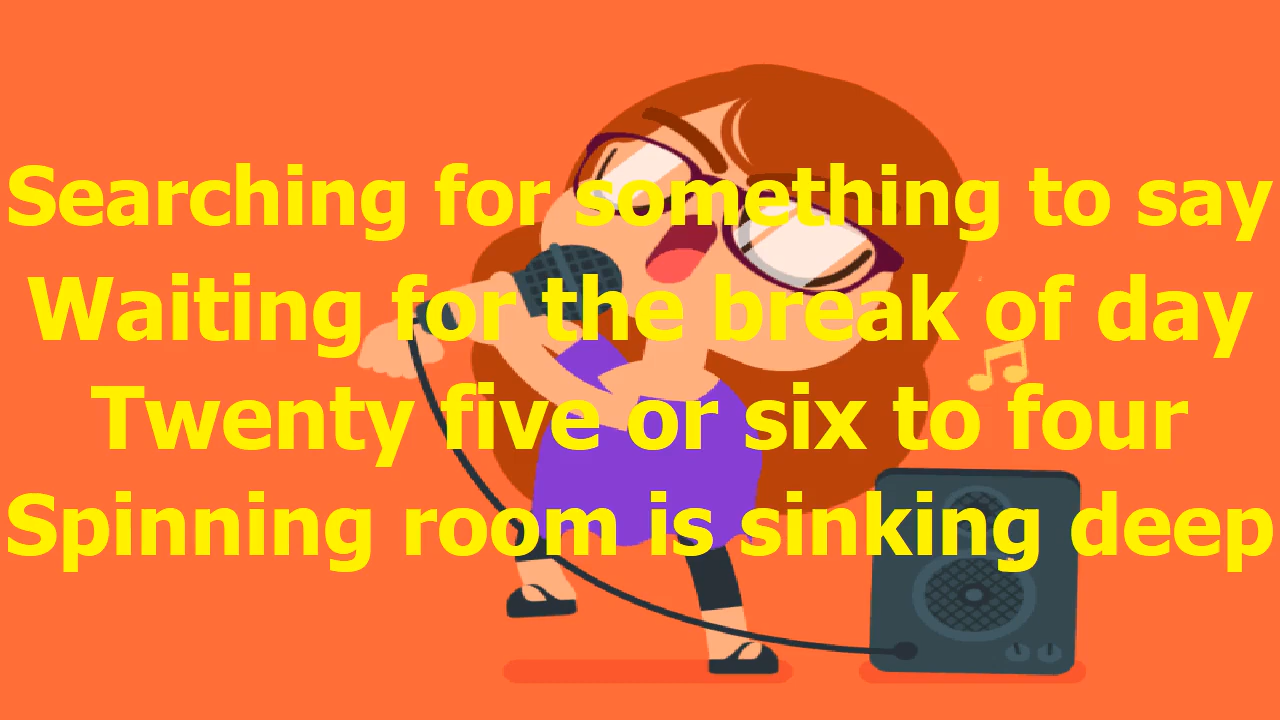 Searching for something to say
Waiting for the break of day
Twenty five or six to four
Spinning room is sinking deep